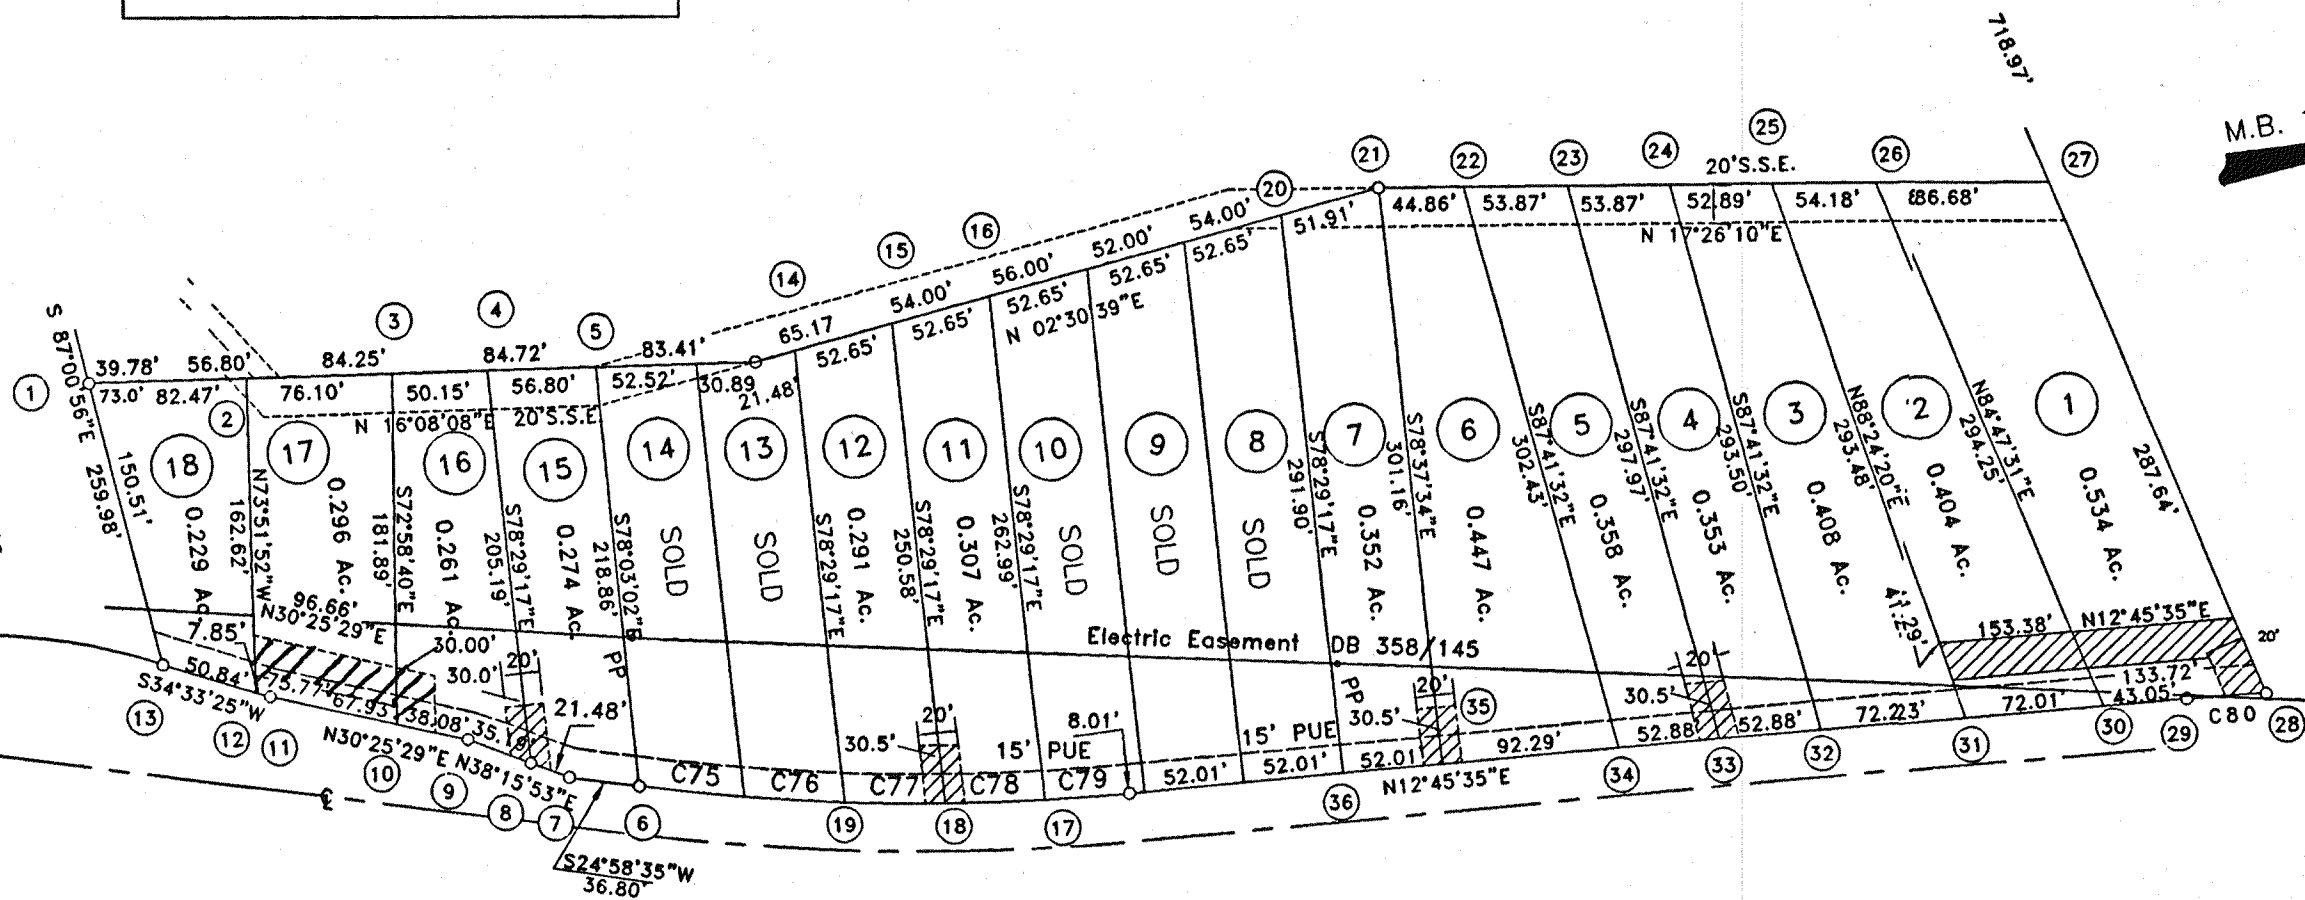 718.97'
M.B.
25
24
26
27
20'S.S.E.
21
22
23
20
44.86'
53.87'
53.87'
52.89'
54.18'
86.68'
N 17°26'10"E
16
15
14
54.00'
51.91'
52.00'
52.65'
56.00'
52.65'
54.00'
52.65'
N 02°30'39"E
65.17
52.65'
52.65'
3
4
5
S 87°00'56"E 259.98'
39.78'
56.80'
84.25'
84.72'
83.41'
1
73.0'
82.47'
76.10'
50.15'
56.80'
52.52'
30.89
21.48'
2
N 16°08'08"E
20'S.S.E.
18
17
16
15
14
13
12
11
10
9
8
7
6
5
4
3
2
1
150.51'
0.229 Ac.
162.62'
N73°51'52"W
0.296 Ac.
181.89'
S72°58'40"E
0.261 Ac.
205.19'
S78°29'17"E
0.274 Ac.
218.86'
S78°03'02"E
SOLD
SOLD
S78°29'17"E
0.291 Ac.
250.58'
S78°29'17"E
0.307 Ac.
262.99'
S78°29'17"E
SOLD
SOLD
SOLD
291.90'
S78°29'17"E
0.352 Ac.
301.16'
S78°37'34"E
0.447 Ac.
302.43'
S87°41'32"E
0.358 Ac.
297.97'
S87°41'32"E
0.353 Ac.
293.50'
S87°41'32"E
0.408 Ac.
293.48'
N88°24'20"E
0.404 Ac.
294.25'
N84°47'31"E
0.534 Ac.
287.64'
96.66'
N30°25'29"E
7.85'
30.00'
30.0'
20'
PP
Electric Easement DB 358/145
PP
41.29'
153.38'
N12°45'35"E
20'
133.72'
50.84'
75.77'
67.93'
38.08'
35.19'
21.48'
S34°33'25"W
N30°25'29"E
N38°15'53"E
13
12
11
10
9
8
7
6
S24°58'35"W
36.80'
C75
C76
C77
C78
C79
30.5'
20'
15' PUE
8.01'
15' PUE
30.5'
20'
35
30.5'
20'
52.01'
52.01'
52.01'
92.29'
52.88'
52.88'
72.01'
43.05'
C80
N12°45'35"E
19
18
17
36
34
33
32
31
30
29
28